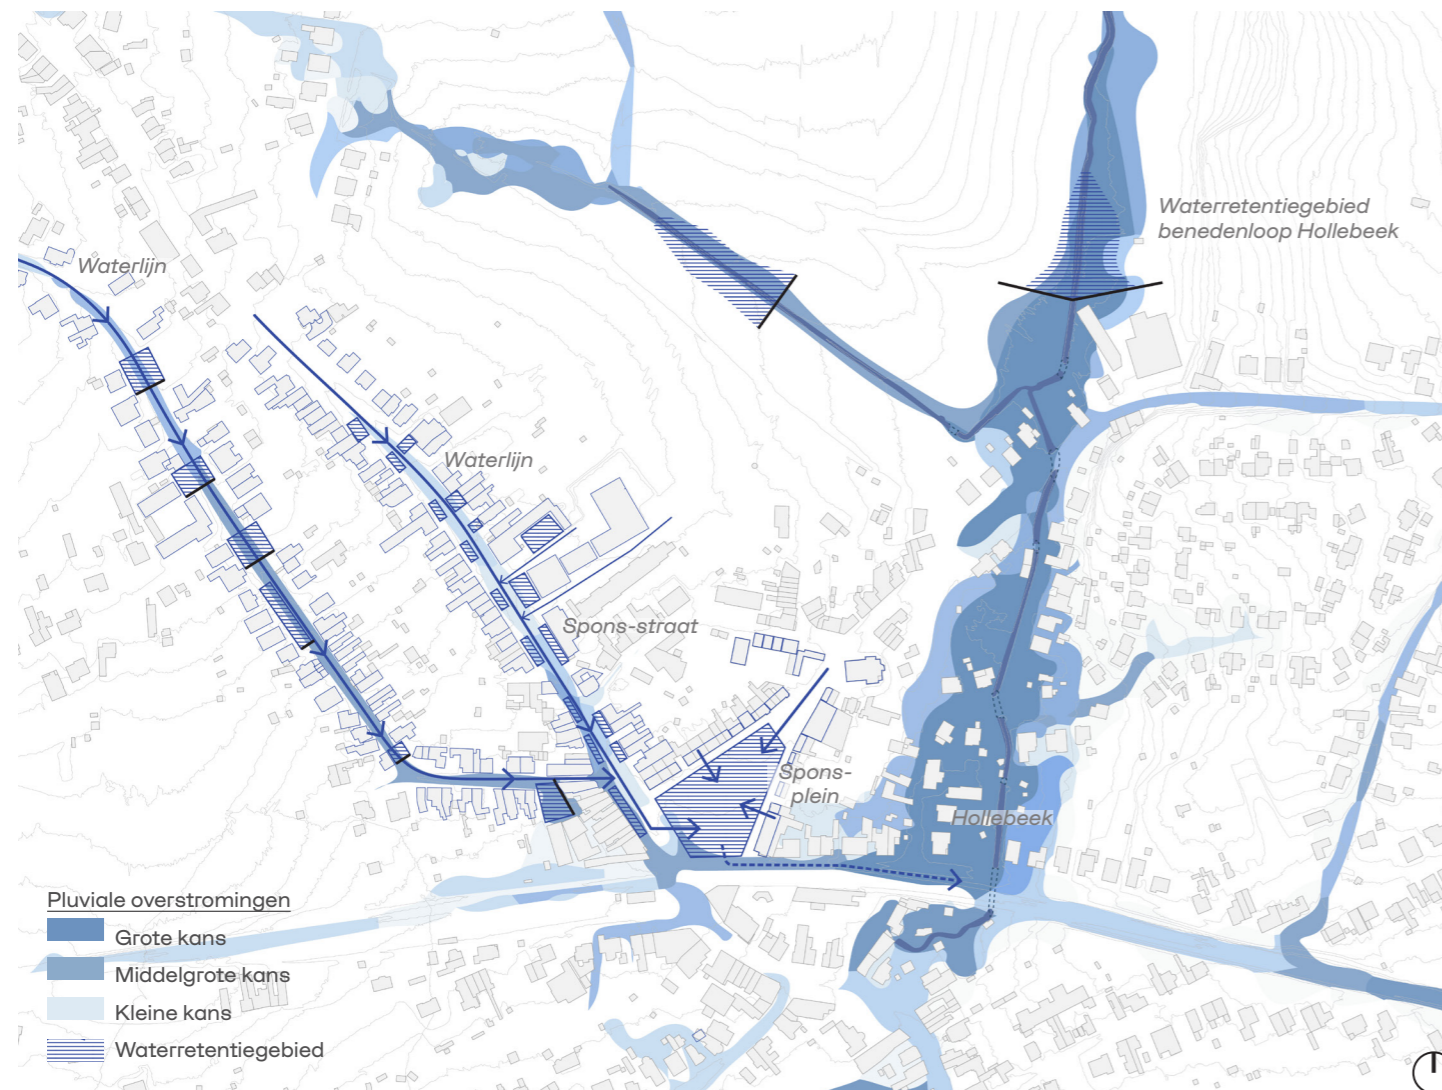 Waterretentiegebied
benedenloop Hollebeek
Waterlijn
Waterlijn
Spons-straat
Spons-
plein
Hollebeek
Pluviale overstromingen
Grote kans
Middelgrote kans
Kleine kans
Waterretentiegebied